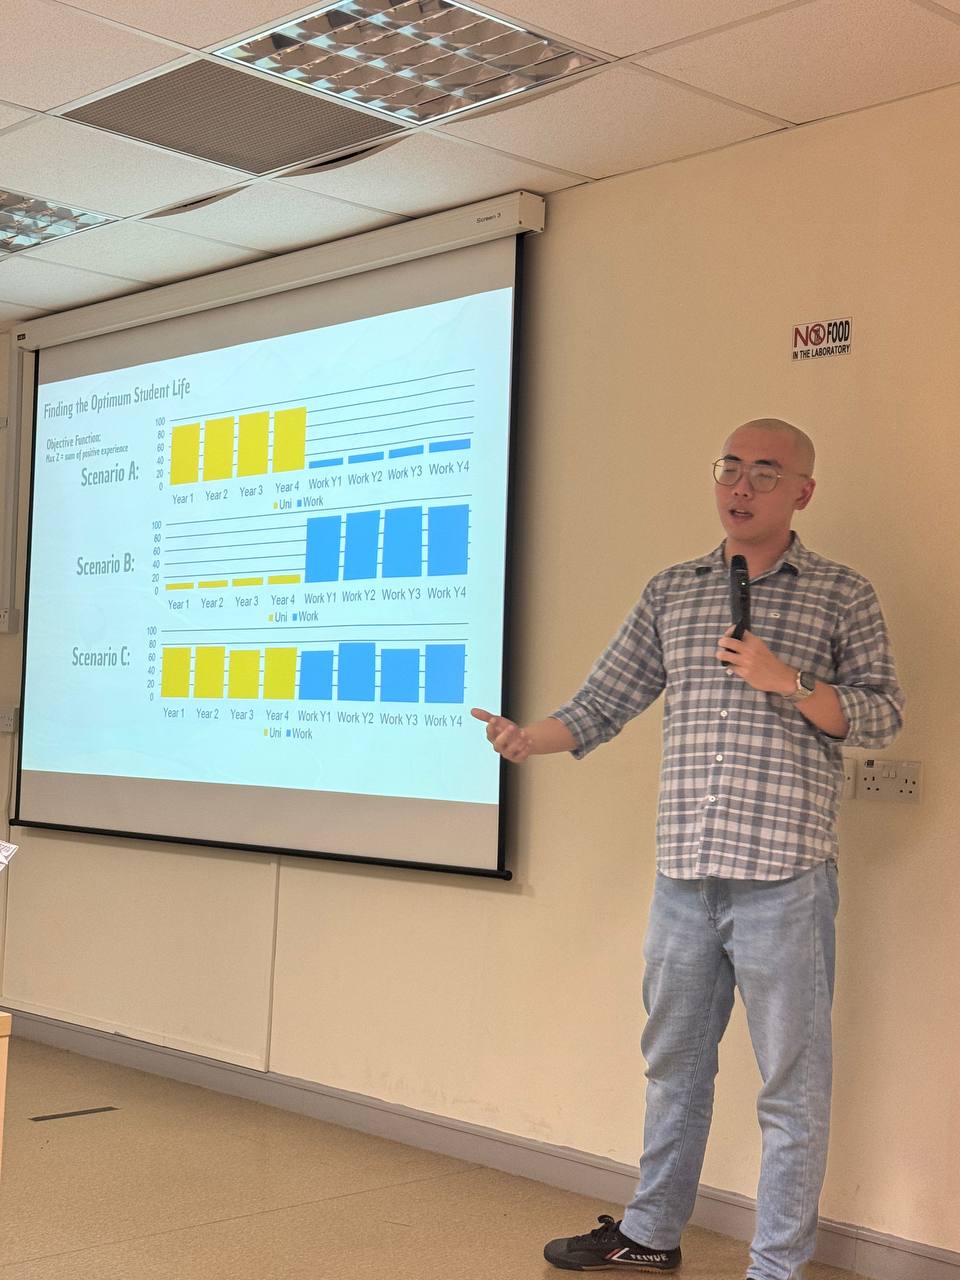 Screen 3
Finding the Optimum Student Life
Objective Function:
Max Z = sum of positive experience
Scenario A:
100
80
60
40
20
0
Year 1 Year 2 Year 3 Year 4 Work Y1 Work Y2 Work Y3 Work Y4
Uni Work
Scenario B:
100
80
60
40
20
0
Year 1 Year 2 Year 3 Year 4 Work Y1 Work Y2 Work Y3 Work Y4
Uni Work
Scenario C:
100
80
60
40
20
0
Year 1 Year 2 Year 3 Year 4 Work Y1 Work Y2 Work Y3 Work Y4
Uni Work
NO FOOD
IN THE LABORATORY
FEIYUE